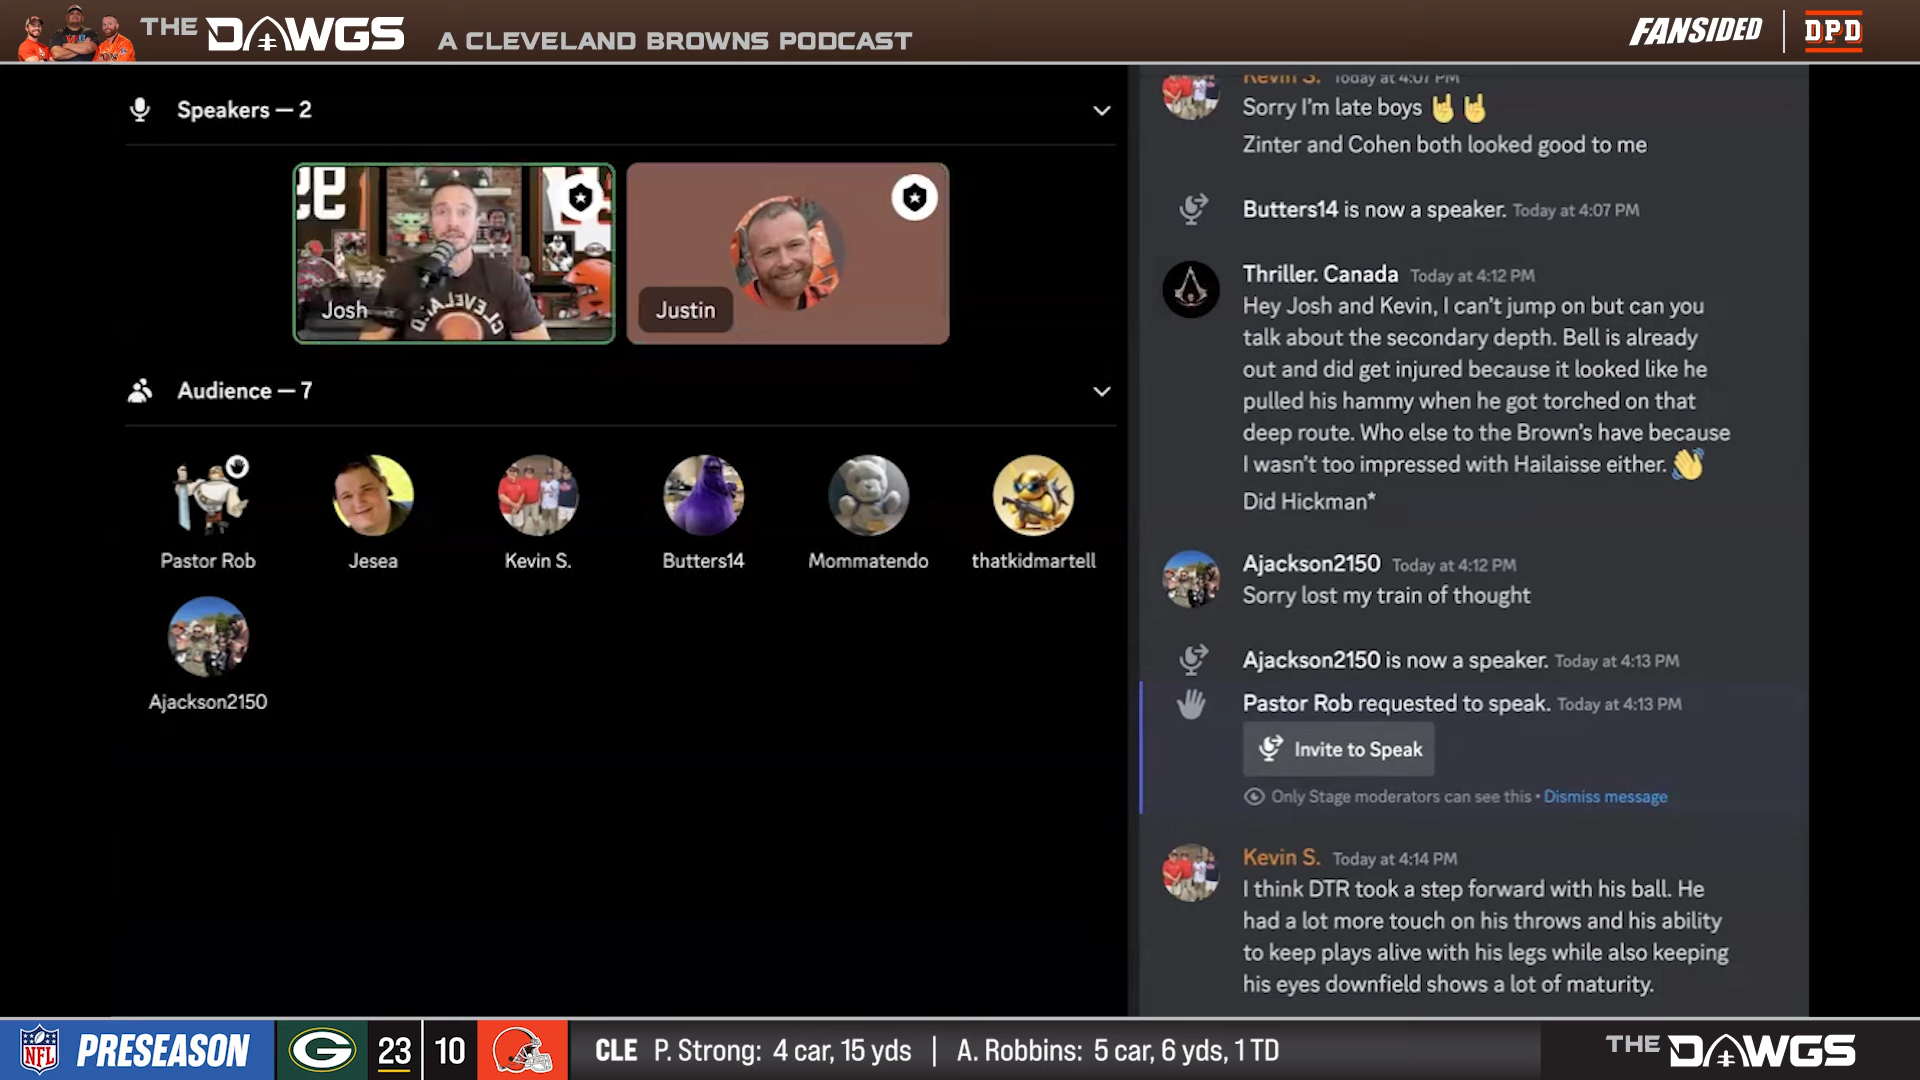 THE DAWGS A CLEVELAND BROWNS PODCAST
FANSIDED DPD
Speakers — 2
Josh
CLEVELAND
Justin
Audience — 7
Pastor Rob
Jesea
Kevin S.
Butters14
Mommatendo
thatkidmartell
Ajackson2150
Kevin S. Today at 4:07 PM
Sorry I'm late boys 🤘 🤘
Zinter and Cohen both looked good to me
Butters14 is now a speaker. Today at 4:07 PM
Thriller. Canada Today at 4:12 PM
Hey Josh and Kevin, I can't jump on but can you
talk about the secondary depth. Bell is already
out and did get injured because it looked like he
pulled his hammy when he got torched on that
deep route. Who else to the Brown's have because
I wasn't too impressed with Hailaisse either. 👋
Did Hickman*
Ajackson2150 Today at 4:12 PM
Sorry lost my train of thought
Ajackson2150 is now a speaker. Today at 4:13 PM
Pastor Rob requested to speak. Today at 4:13 PM
Invite to Speak
Only Stage moderators can see this • Dismiss message
Kevin S. Today at 4:14 PM
I think DTR took a step forward with his ball. He
had a lot more touch on his throws and his ability
to keep plays alive with his legs while also keeping
his eyes downfield shows a lot of maturity.
NFL PRESEASON G 23 10 CLE P. Strong: 4 car, 15 yds | A. Robbins: 5 car, 6 yds, 1 TD THE DAWGS